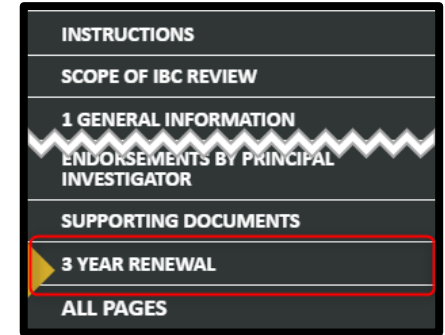 INSTRUCTIONS
SCOPE OF IBC REVIEW
1 GENERAL INFORMATION
ENDORSEMENTS BY PRINCIPAL
INVESTIGATOR
SUPPORTING DOCUMENTS
3 YEAR RENEWAL
ALL PAGES